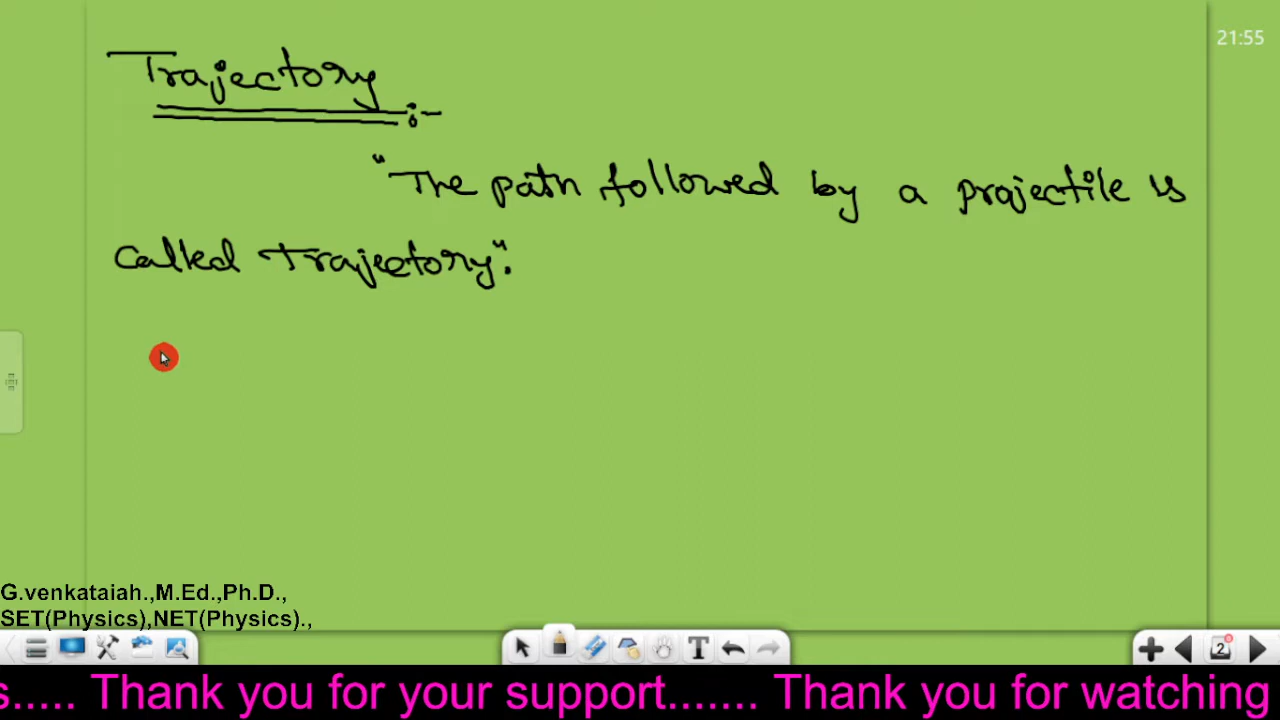 21:55
Trajectory :-
"The path followed by a projectile is
called trajectory".
G.venkataiah.,M.Ed.,Ph.D.,
SET(Physics),NET(Physics).,
T
2
s..... Thank you for your support....... Thank you for watching